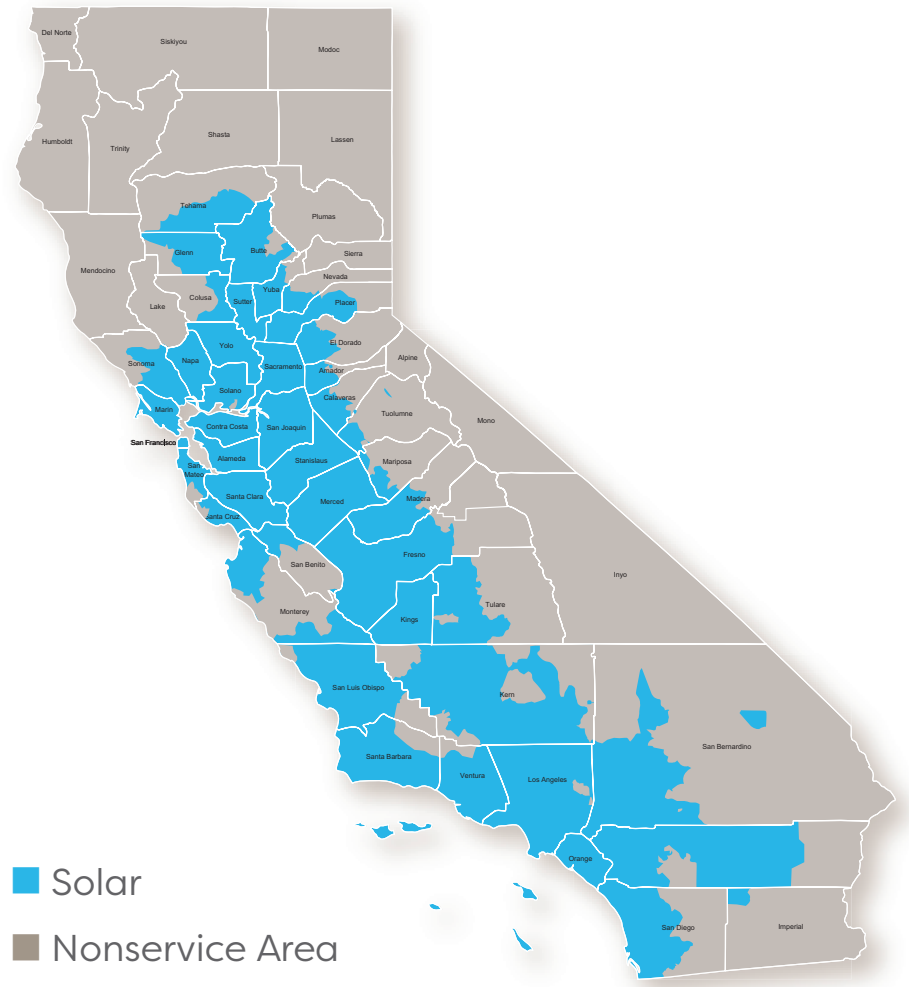 Del Norte
Siskiyou
Modoc
Humboldt
Trinity
Shasta
Lassen
Tehama
Plumas
Mendocino
Glenn
Butte
Sierra
Nevada
Lake
Colusa
Sutter
Yuba
Placer
Sonoma
Napa
Yolo
Sacramento
El Dorado
Alpine
Amador
Solano
Calaveras
Marin
Tuolumne
Mono
Contra Costa
San Joaquin
San Francisco
San
Mateo
Alameda
Stanislaus
Mariposa
Santa Clara
Merced
Madera
Santa Cruz
San Benito
Fresno
Inyo
Monterey
Kings
Tulare
San Luis Obispo
Kern
San Bernardino
Santa Barbara
Ventura
Los Angeles
Orange
San Diego
Imperial
Solar
Nonservice Area